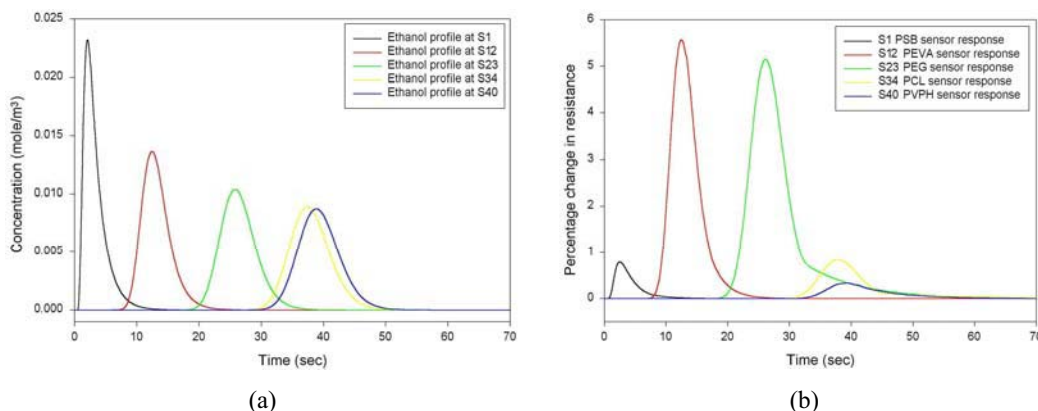 0.025
0.020
0.015
0.010
0.005
0.000
Concentration (mole/m³)
Ethanol profile at S1
Ethanol profile at S12
Ethanol profile at S23
Ethanol profile at S34
Ethanol profile at S40
0 10 20 30 40 50 60 70
Time (sec)
(a)
6
5
4
3
2
1
0
Percentage change in resistance
S1 PSB sensor response
S12 PEVA sensor response
S23 PEG sensor response
S34 PCL sensor response
S40 PVPH sensor response
0 10 20 30 40 50 60 70
Time (sec)
(b)